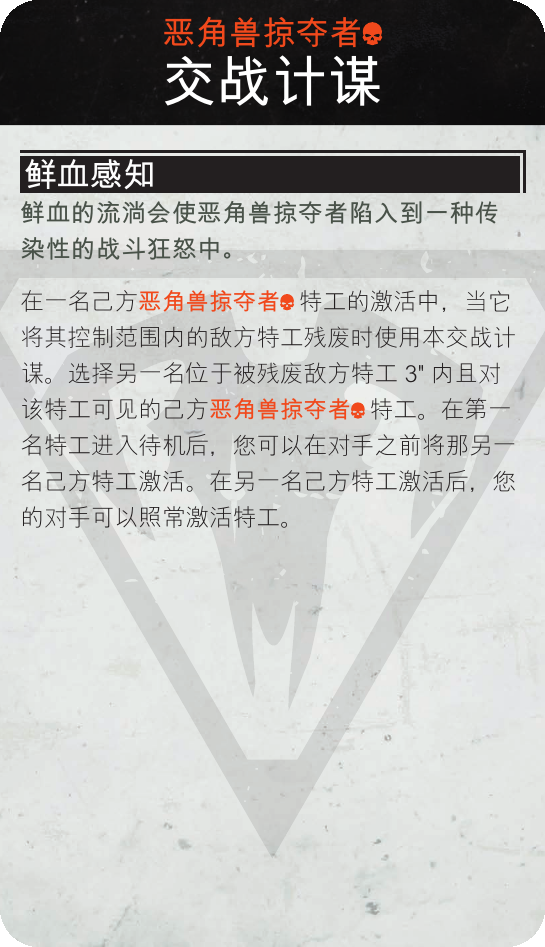 恶角兽掠夺者
交战计谋
鲜血感知
鲜血的流淌会使恶角兽掠夺者陷入到一种传
染性的战斗狂怒中。
在一名己方恶角兽掠夺者特工的激活中，当它
将其控制范围内的敌方特工残废时使用本交战计
谋。选择另一名位于被残废敌方特工 3" 内且对
该特工可见的己方恶角兽掠夺者特工。在第一
名特工进入待机后，您可以在对手之前将那另一
名己方特工激活。在另一名己方特工激活后，您
的对手可以照常激活特工。